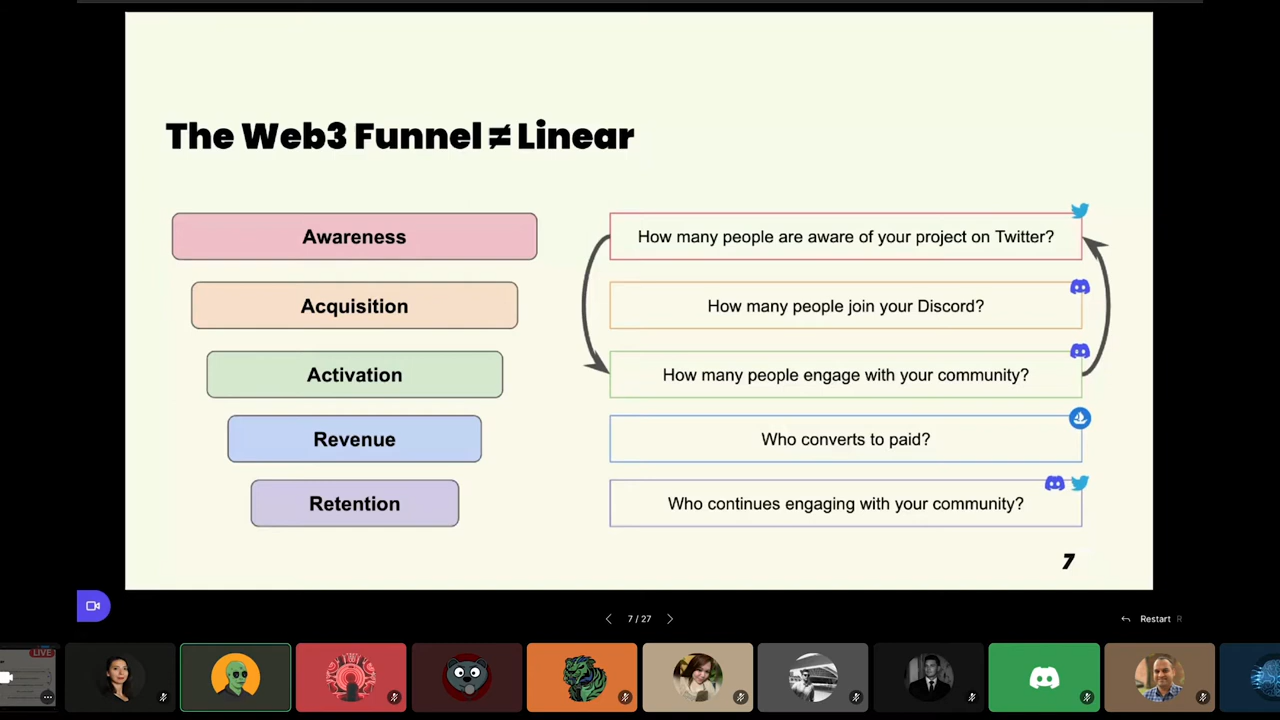 The Web3 Funnel ≠ Linear
Awareness
How many people are aware of your project on Twitter?
Acquisition
How many people join your Discord?
Activation
How many people engage with your community?
Revenue
Who converts to paid?
Retention
Who continues engaging with your community?
7
7 / 27
Restart R
LIVE